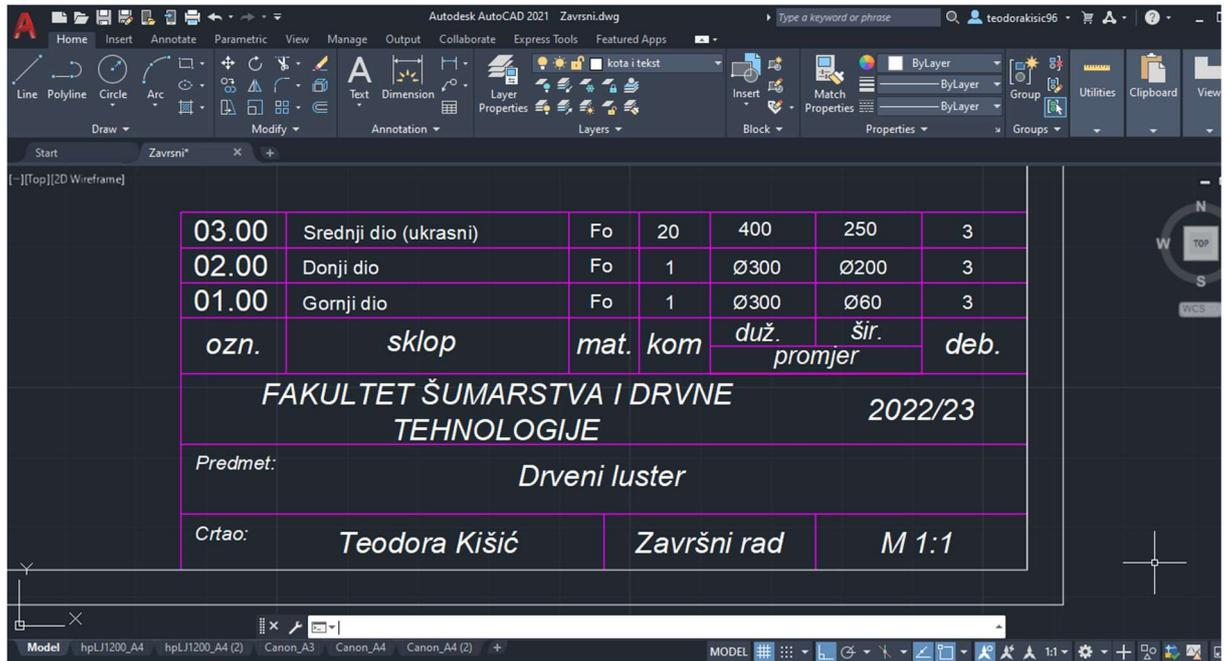 Autodesk AutoCAD 2021 Zavrsni.dwg
Type a keyword or phrase
teodorakisic96
Home Insert Annotate Parametric View Manage Output Collaborate Express Tools Featured Apps
kota i tekst
ByLayer
Line Polyline Circle Arc
Text Dimension
Layer Properties
Insert
Match Properties
ByLayer
ByLayer
Group
Utilities
Clipboard
View
Draw Modify Annotation Layers Block Properties Groups
Start Zavrsni*
[−][Top][2D Wireframe]
N
W TOP
S
WCS
03.00 Srednji dio (ukrasni) Fo 20 400 250 3
02.00 Donji dio Fo 1 Ø300 Ø200 3
01.00 Gornji dio Fo 1 Ø300 Ø60 3
ozn. sklop mat. kom duž. šir. deb.
promjer
FAKULTET ŠUMARSTVA I DRVNE
TEHNOLOGIJE
2022/23
Predmet: Drveni luster
Crtao: Teodora Kišić Završni rad M 1:1
Y
X
Model hpLJ1200_A4 hpLJ1200_A4 (2) Canon_A3 Canon_A4 Canon_A4 (2) +
MODEL 1:1